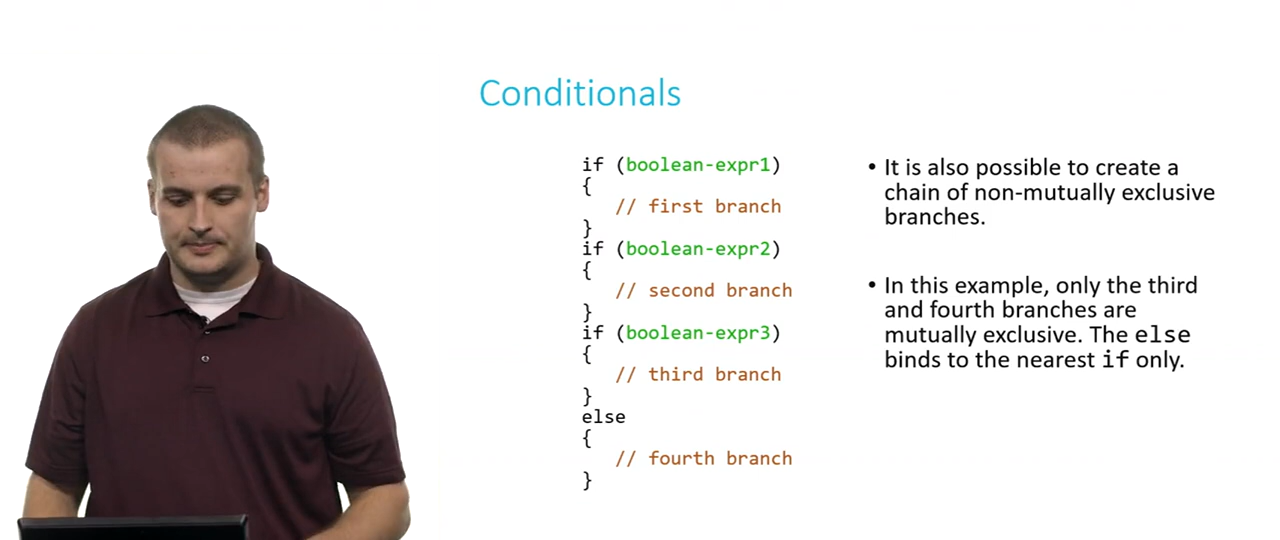 Conditionals
if (boolean-expr1)
{
// first branch
}
if (boolean-expr2)
{
// second branch
}
if (boolean-expr3)
{
// third branch
}
else
{
// fourth branch
}
• It is also possible to create a
chain of non-mutually exclusive
branches.
• In this example, only the third
and fourth branches are
mutually exclusive. The else
binds to the nearest if only.